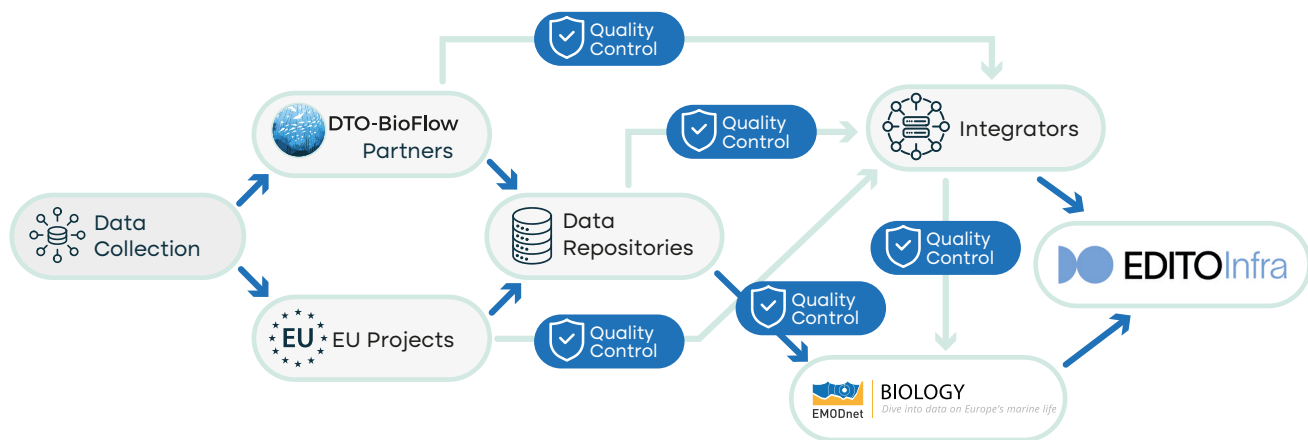 Quality
Control
DTO-BioFlow
Partners
Quality
Control
Integrators
Data
Collection
Data
Repositories
Quality
Control
EDITOInfra
EU
EU Projects
Quality
Control
Quality
Control
EMODnet
BIOLOGY
Dive into data on Europe's marine life